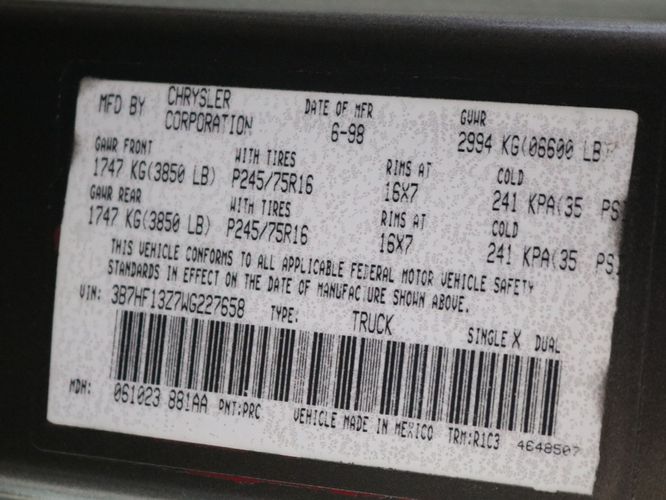 MFD BY CHRYSLER CORPORATION DATE OF MFR 6-98 GVWR 2994 KG(06600 LB)
GAWR FRONT WITH TIRES RIMS AT COLD
1747 KG(3850 LB) P245/75R16 16X7 241 KPA(35 PSI
GAWR REAR WITH TIRES RIMS AT COLD
1747 KG(3850 LB) P245/75R16 16X7 241 KPA(35 PSI
THIS VEHICLE CONFORMS TO ALL APPLICABLE FEDERAL MOTOR VEHICLE SAFETY
STANDARDS IN EFFECT ON THE DATE OF MANUFACTURE SHOWN ABOVE.
VIN: 3B7HF13Z7WG227658 TYPE: TRUCK SINGLE X DUAL
MDH: 061023 881AA PNT:PRC VEHICLE MADE IN MEXICO TRM:R1C3 4648507